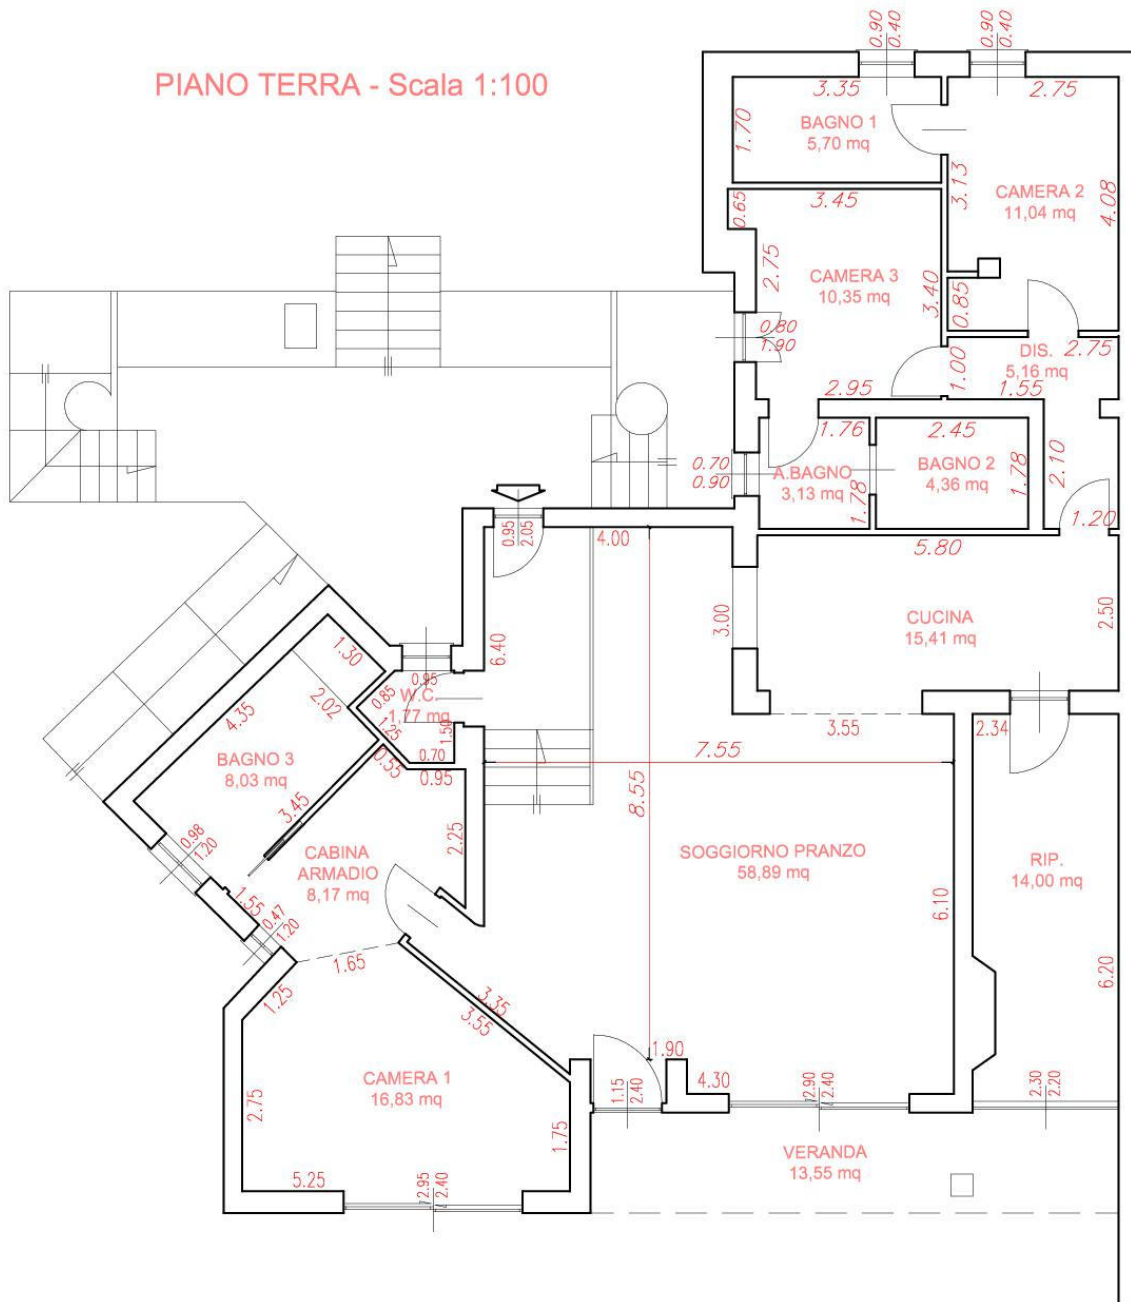 PIANO TERRA - Scala 1:100
0.90
0.40
0.90
0.40
3.35
2.75
1.70
BAGNO 1
5,70 mq
3.13
CAMERA 2
11,04 mq
4.08
0.65
3.45
2.75
CAMERA 3
10,35 mq
3.40
0.85
0.80
1.90
DIS.
5,16 mq
2.75
1.00
1.55
2.95
1.76
2.45
0.70
0.90
A.BAGNO
3,13 mq
1.78
BAGNO 2
4,36 mq
1.78
2.10
1.20
0.95
2.05
4.00
5.80
3.00
CUCINA
15,41 mq
2.50
6.40
1.30
0.95
0.85
W.C.
1,77 mq
2.02
4.35
1.25
1.50
0.70
0.55
0.95
3.55
2.34
7.55
BAGNO 3
8,03 mq
8.55
3.45
2.25
0.98
1.20
CABINA
ARMADIO
8,17 mq
SOGGIORNO PRANZO
58,89 mq
RIP.
14,00 mq
1.55
0.47
1.20
6.10
1.65
6.20
1.25
3.35
3.55
1.90
CAMERA 1
16,83 mq
2.75
1.15
2.40
4.30
2.90
2.40
2.30
2.20
1.75
VERANDA
13,55 mq
5.25
2.95
2.40